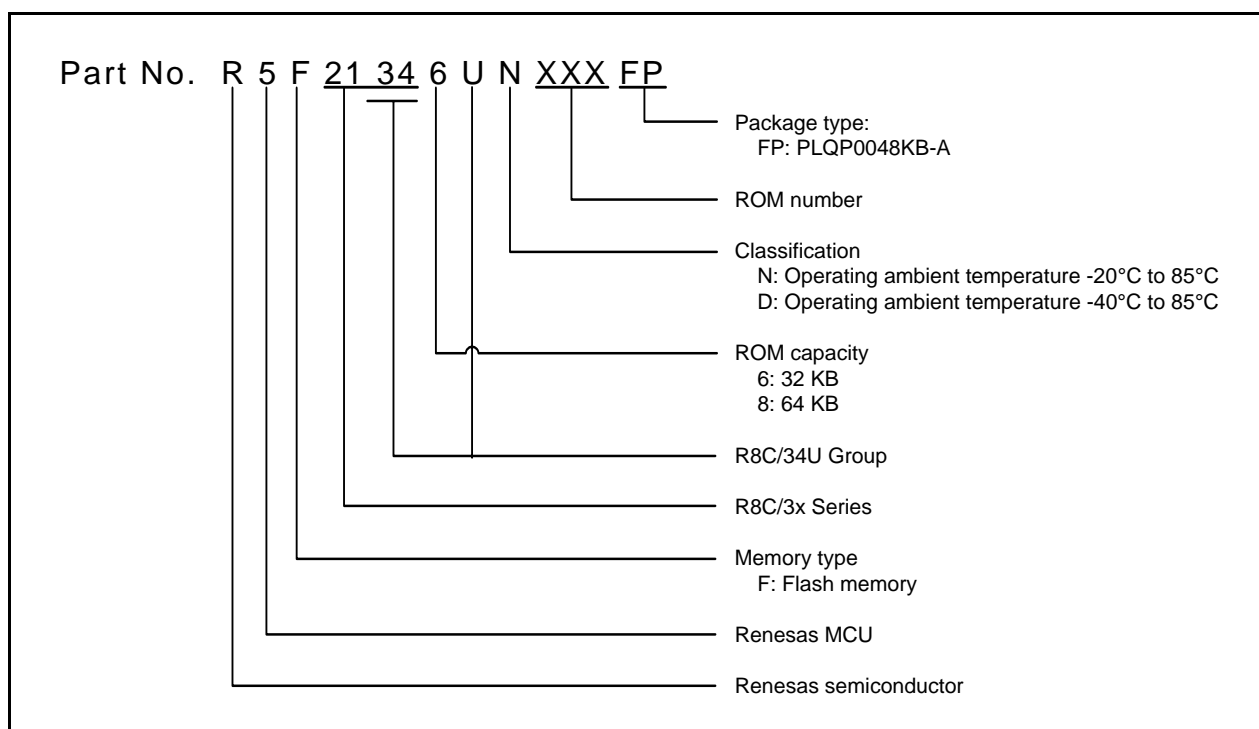 Part No. R 5 F 21 34 6 U N XXX FP
Package type:
FP: PLQP0048KB-A
ROM number
Classification
N: Operating ambient temperature -20°C to 85°C
D: Operating ambient temperature -40°C to 85°C
ROM capacity
6: 32 KB
8: 64 KB
R8C/34U Group
R8C/3x Series
Memory type
F: Flash memory
Renesas MCU
Renesas semiconductor